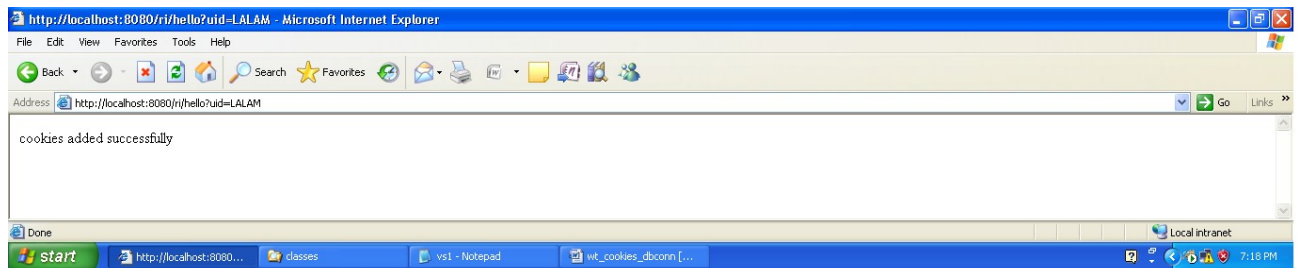 http://localhost:8080/ri/hello?uid=LALAM - Microsoft Internet Explorer
File Edit View Favorites Tools Help
Back Search Favorites
Address http://localhost:8080/ri/hello?uid=LALAM Go Links »
cookies added successfully
Done Local intranet
start http://localhost:8080... classes vs1 - Notepad wt_cookies_dbconn [... 7:18 PM